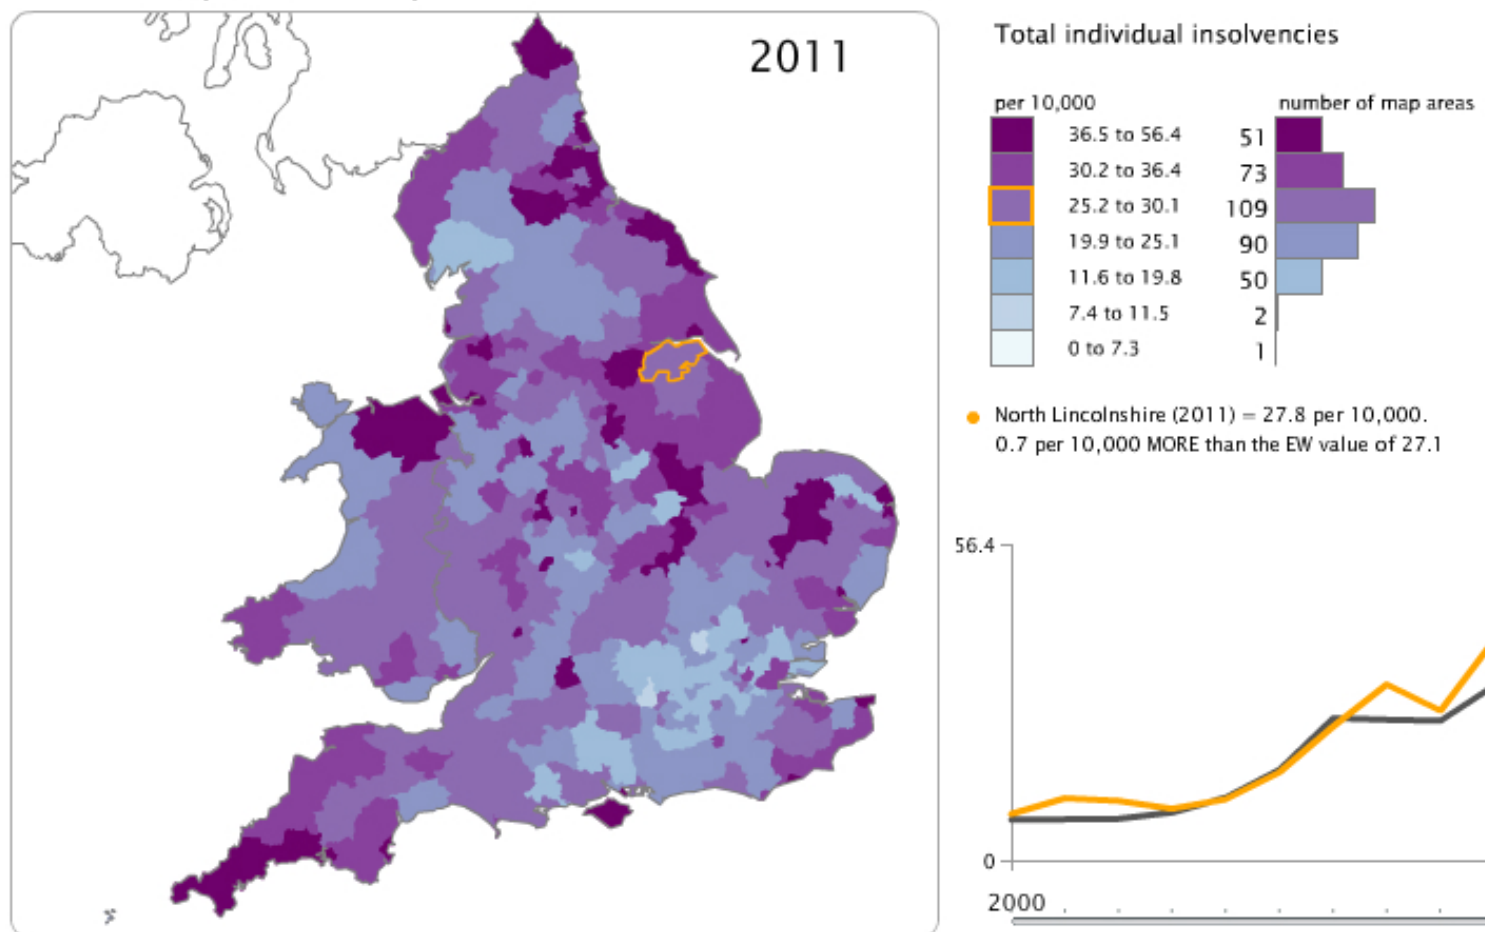 2011
Total individual insolvencies
per 10,000
number of map areas
36.5 to 56.4
51
30.2 to 36.4
73
25.2 to 30.1
109
19.9 to 25.1
90
11.6 to 19.8
50
7.4 to 11.5
2
0 to 7.3
1
North Lincolnshire (2011) = 27.8 per 10,000.
0.7 per 10,000 MORE than the EW value of 27.1
56.4
0
2000